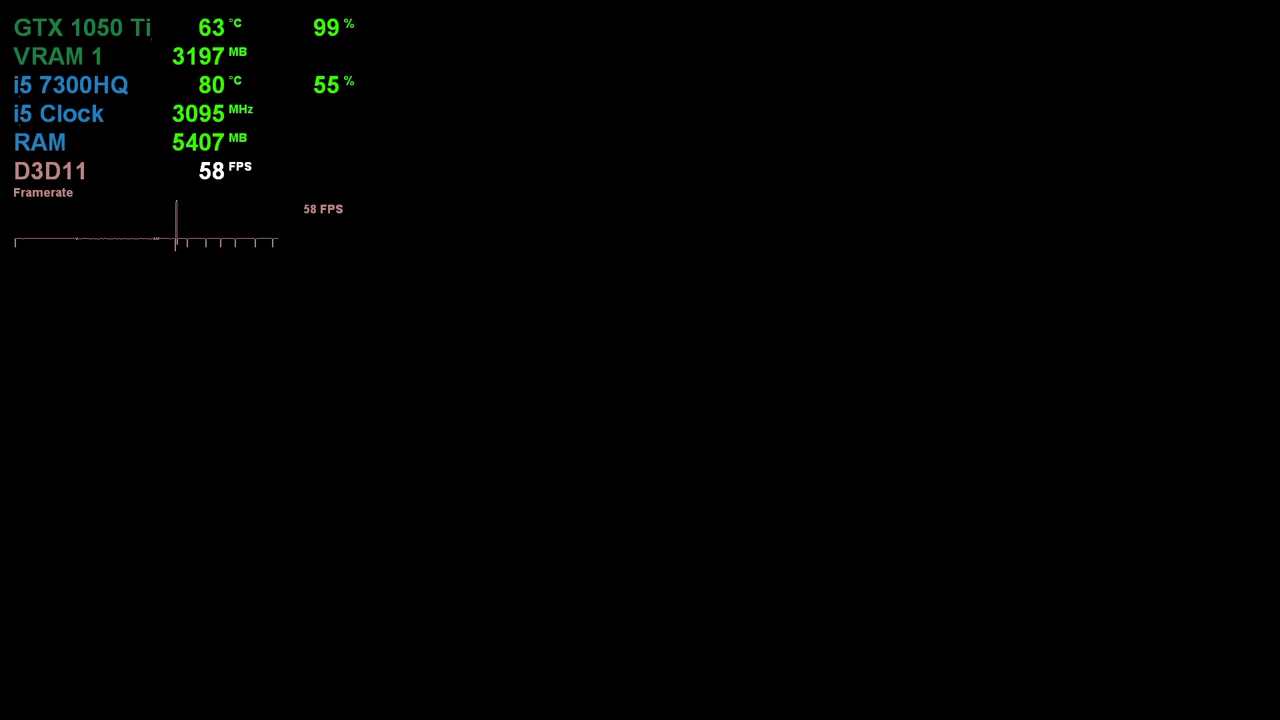 GTX 1050 Ti 63 °C 99 %
VRAM 1 3197 MB
i5 7300HQ 80 °C 55 %
i5 Clock 3095 MHz
RAM 5407 MB
D3D11 58 FPS
Framerate
58 FPS